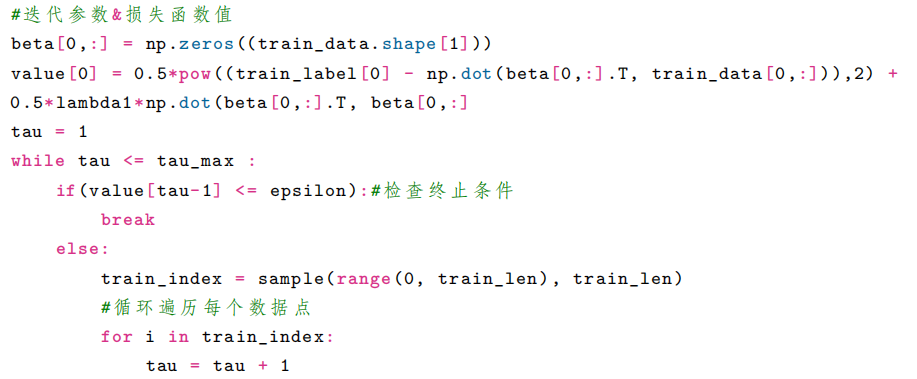 #迭代参数&损失函数值
beta[0,:] = np.zeros((train_data.shape[1]))
value[0] = 0.5*pow((train_label[0] - np.dot(beta[0,:].T, train_data[0,:])),2) +
0.5*lambda1*np.dot(beta[0,:].T, beta[0,:]
tau = 1
while tau <= tau_max :
    if(value[tau-1] <= epsilon):#检查终止条件
        break
    else:
        train_index = sample(range(0, train_len), train_len)
        #循环遍历每个数据点
        for i in train_index:
            tau = tau + 1